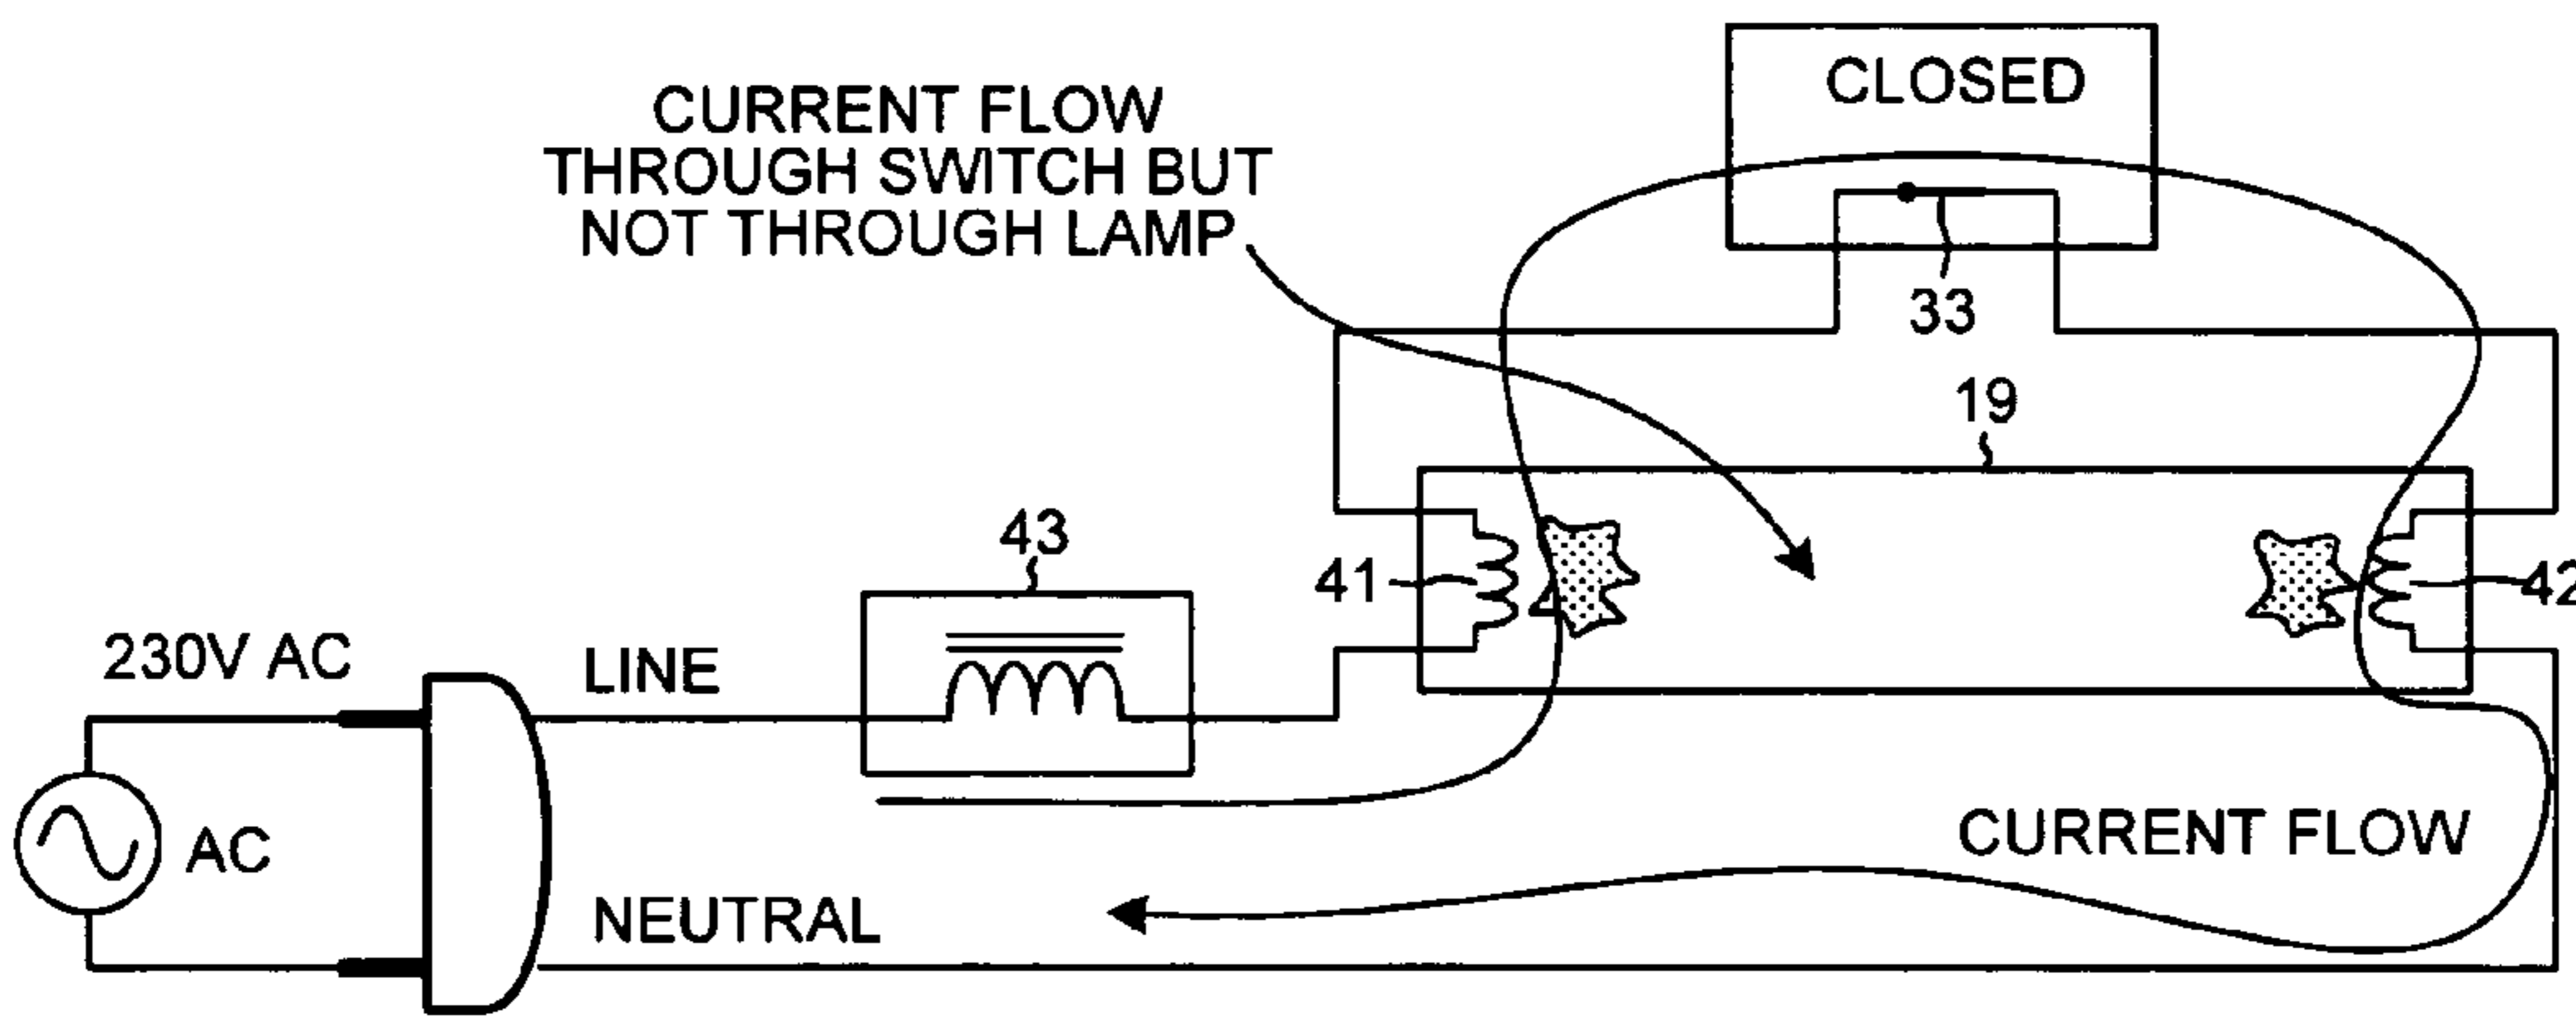 CLOSED
CURRENT FLOW
THROUGH SWITCH BUT
NOT THROUGH LAMP
33
19
43
41
42
230V AC
LINE
AC
CURRENT FLOW
NEUTRAL